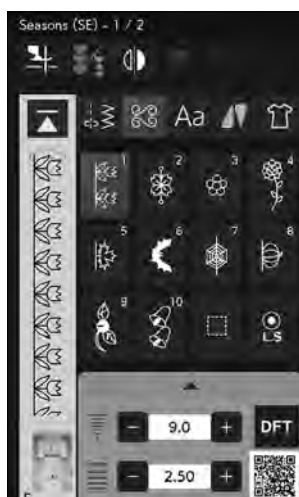 Seasons (SE) - 1 / 2
Aa
1 2 3 4
5 6 7 8
9 10
L.S
- 9.0 + DFT
- 2.50 +